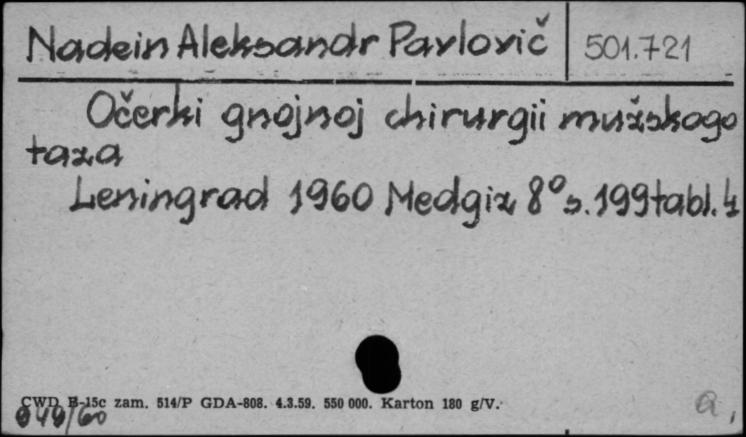 Nadein Aleksandr Pavlovič 501.721
Očerki gnojnoj chirurgii mužskogo
taza
Leningrad 1960 Medgiz 8° s. 199 tabl. 4
CWD B-15c zam. 514/P GDA-808. 4.3.59. 550 000. Karton 180 g/V.
/60